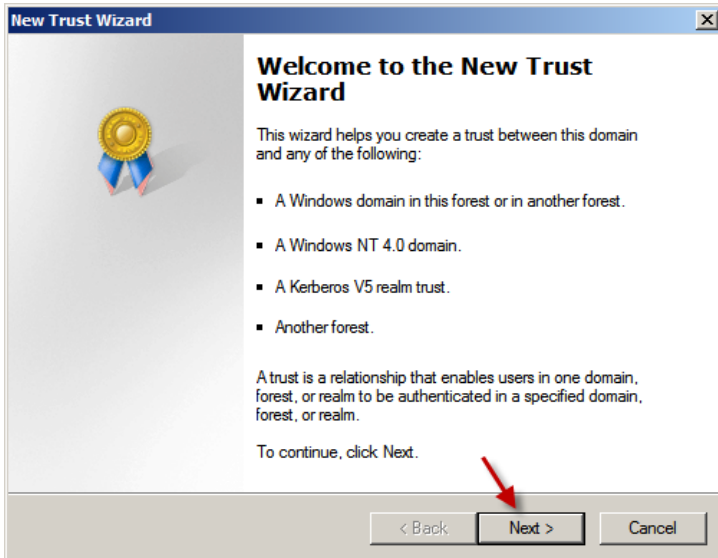 New Trust Wizard
Welcome to the New Trust
Wizard
This wizard helps you create a trust between this domain
and any of the following:
▪ A Windows domain in this forest or in another forest.
▪ A Windows NT 4.0 domain.
▪ A Kerberos V5 realm trust.
▪ Another forest.
A trust is a relationship that enables users in one domain,
forest, or realm to be authenticated in a specified domain,
forest, or realm.
To continue, click Next.
< Back Next > Cancel